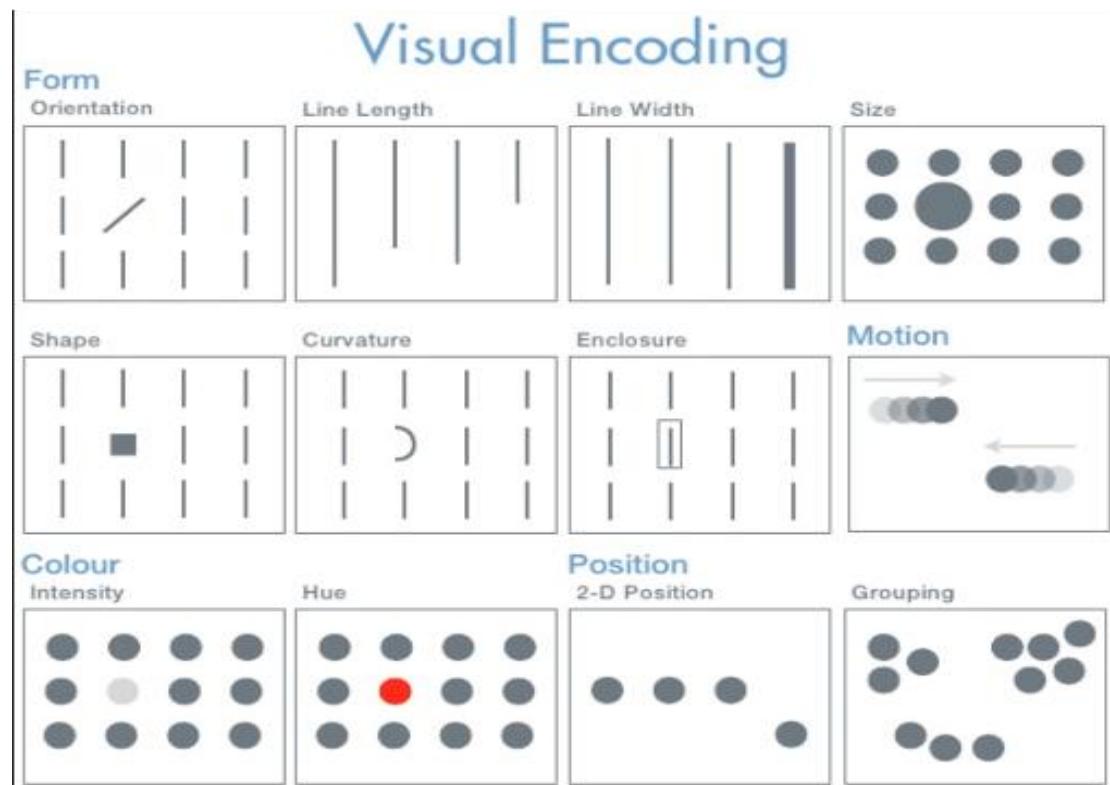 Visual Encoding
Form
Orientation
Line Length
Line Width
Size
Shape
Curvature
Enclosure
Motion
Colour
Intensity
Hue
Position
2-D Position
Grouping